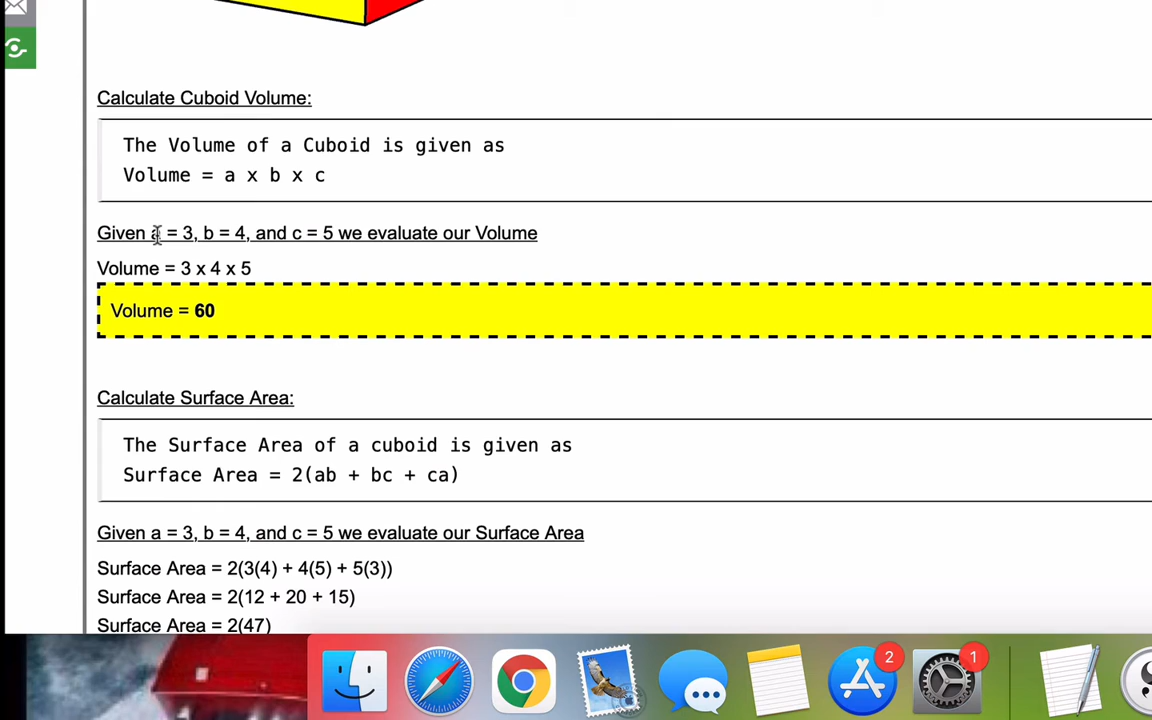 Calculate Cuboid Volume:
The Volume of a Cuboid is given as
Volume = a x b x c
Given a = 3, b = 4, and c = 5 we evaluate our Volume
Volume = 3 x 4 x 5
Volume = 60
Calculate Surface Area:
The Surface Area of a cuboid is given as
Surface Area = 2(ab + bc + ca)
Given a = 3, b = 4, and c = 5 we evaluate our Surface Area
Surface Area = 2(3(4) + 4(5) + 5(3))
Surface Area = 2(12 + 20 + 15)
Surface Area = 2(47)
2
1